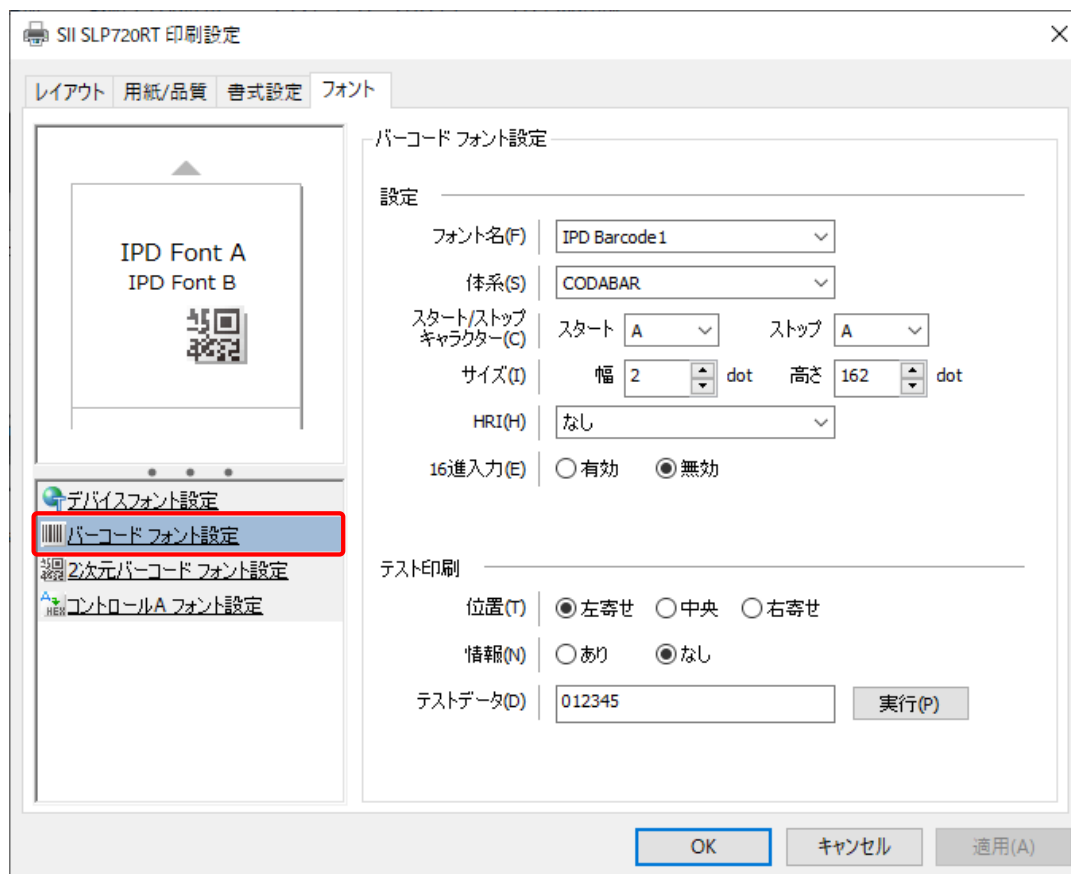 SII SLP720RT 印刷設定
レイアウト 用紙/品質 書式設定 フォント
IPD Font A
IPD Font B
デバイスフォント設定
バーコード フォント設定
2次元バーコード フォント設定
コントロールA フォント設定
バーコード フォント設定
設定
フォント名(F) IPD Barcode1
体系(S) CODABAR
スタート/ストップ
キャラクター(C) スタート A ストップ A
サイズ(I) 幅 2 dot 高さ 162 dot
HRI(H) なし
16進入力(E) 有効 無効
テスト印刷
位置(T) 左寄せ 中央 右寄せ
情報(N) あり なし
テストデータ(D) 012345 実行(P)
OK キャンセル 適用(A)